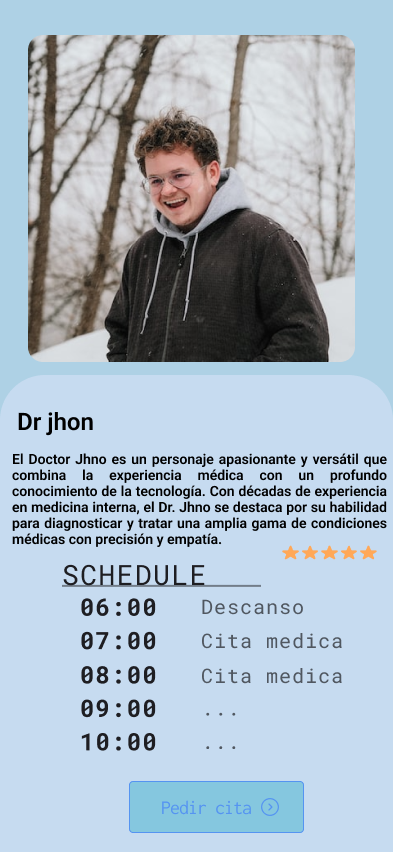 Dr jhon
El Doctor Jhno es un personaje apasionante y versátil que
combina la experiencia médica con un profundo
conocimiento de la tecnología. Con décadas de experiencia
en medicina interna, el Dr. Jhno se destaca por su habilidad
para diagnosticar y tratar una amplia gama de condiciones
médicas con precisión y empatía.
SCHEDULE
06:00 Descanso
07:00 Cita medica
08:00 Cita medica
09:00 ...
10:00 ...
Pedir cita